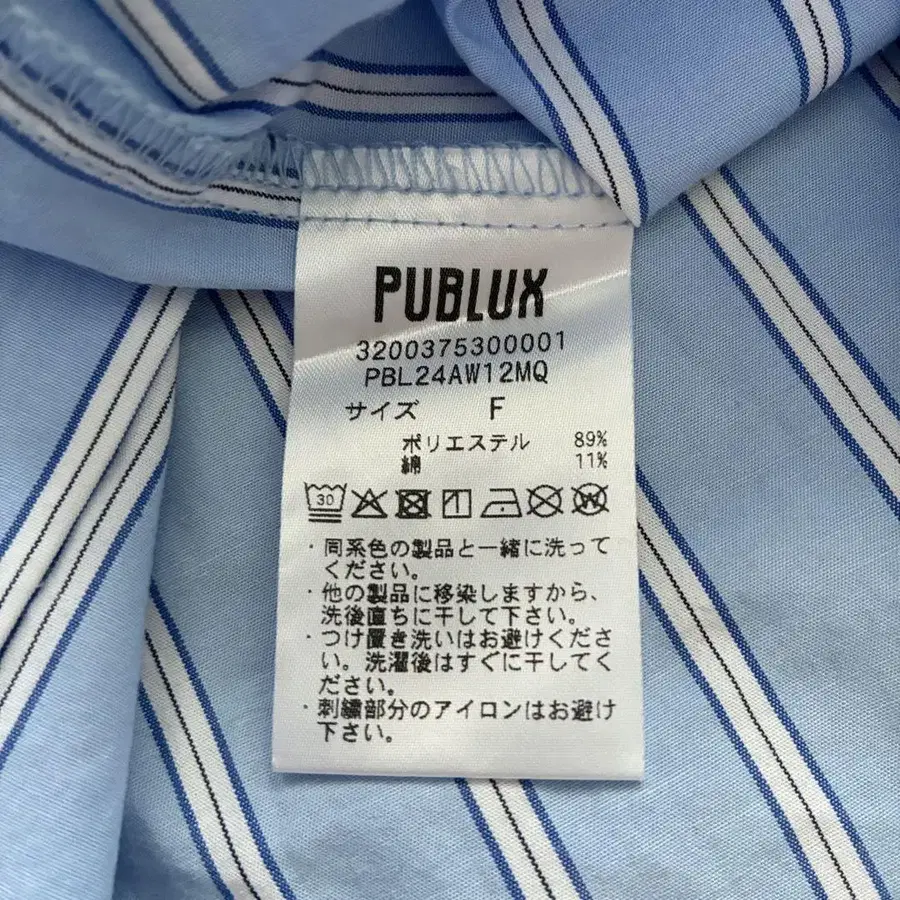 PUBLUX
3200375300001
PBL24AW12MQ
サイズ F
ポリエステル 89%
綿 11%
30
・同系色の製品と一緒に洗って
ください。
・他の製品に移染しますから、
洗後直ちに干して下さい。
・つけ置き洗いはお避けくださ
い。洗濯後はすぐに干してく
ださい。
・刺繍部分のアイロンはお避け
下さい。